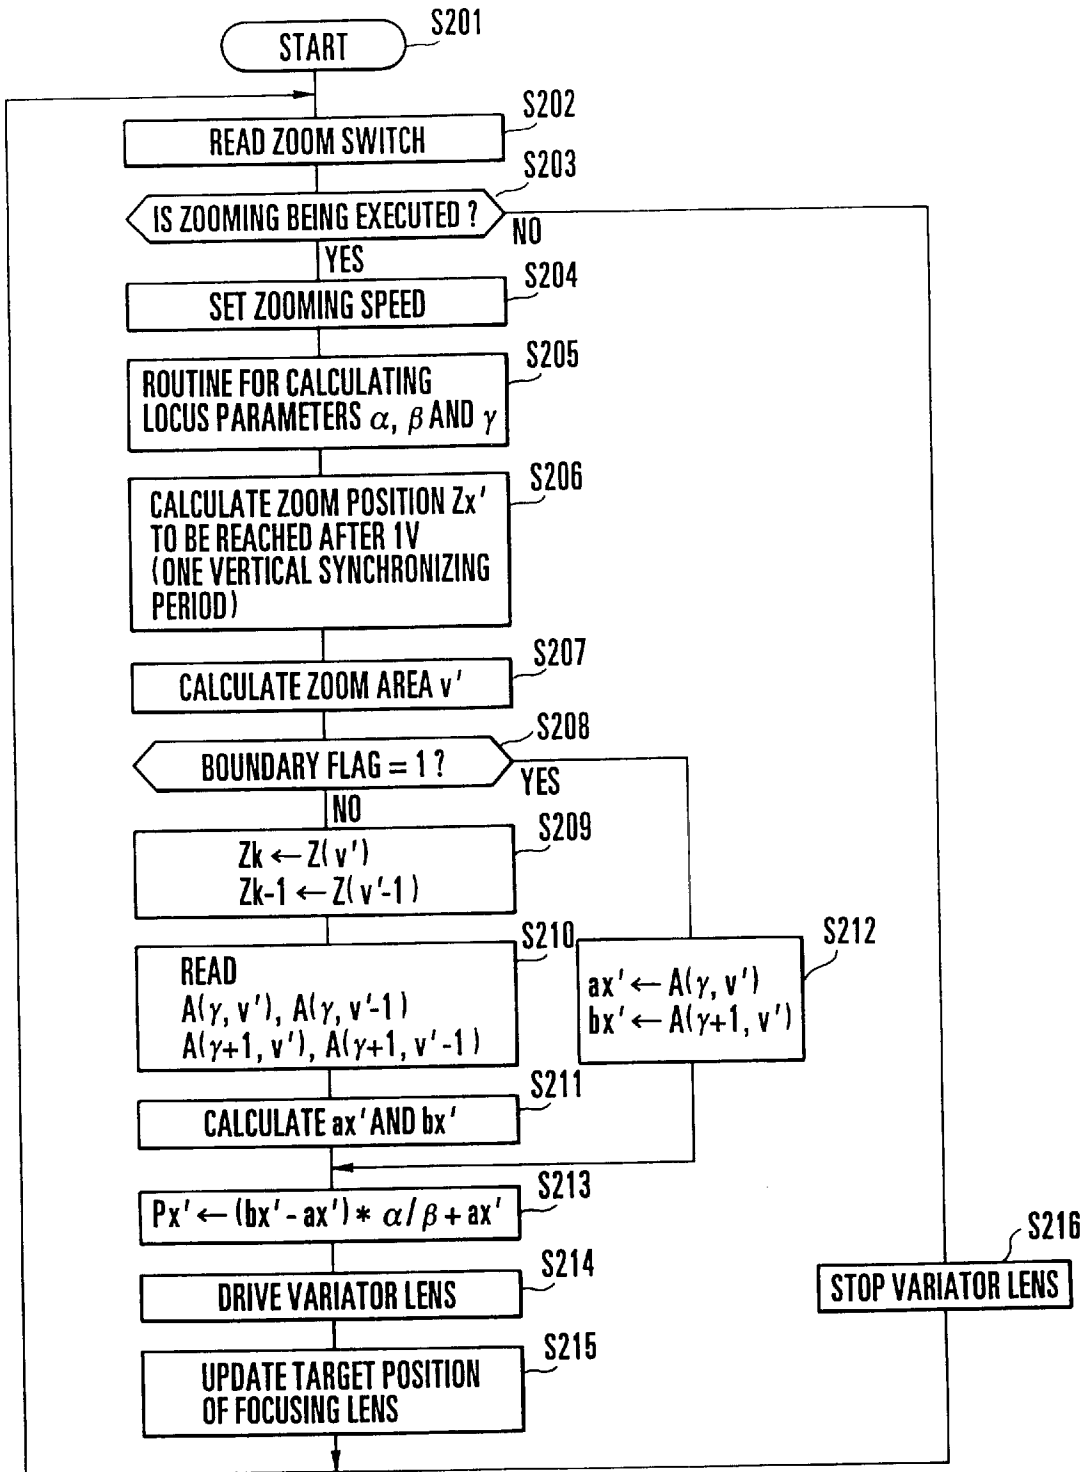 START
S201
READ ZOOM SWITCH
S202
IS ZOOMING BEING EXECUTED ?
S203
NO
YES
SET ZOOMING SPEED
S204
ROUTINE FOR CALCULATING
LOCUS PARAMETERS α, β AND γ
S205
CALCULATE ZOOM POSITION Zx'
TO BE REACHED AFTER 1V
(ONE VERTICAL SYNCHRONIZING
PERIOD)
S206
CALCULATE ZOOM AREA v'
S207
BOUNDARY FLAG = 1 ?
S208
YES
NO
Zk ← Z(v')
Zk-1 ← Z(v'-1)
S209
READ
A(γ, v'), A(γ, v'-1)
A(γ+1, v'), A(γ+1, v'-1)
S210
ax' ← A(γ, v')
bx' ← A(γ+1, v')
S212
CALCULATE ax' AND bx'
S211
Px' ← (bx' - ax') * α/β + ax'
S213
DRIVE VARIATOR LENS
S214
STOP VARIATOR LENS
S216
UPDATE TARGET POSITION
OF FOCUSING LENS
S215